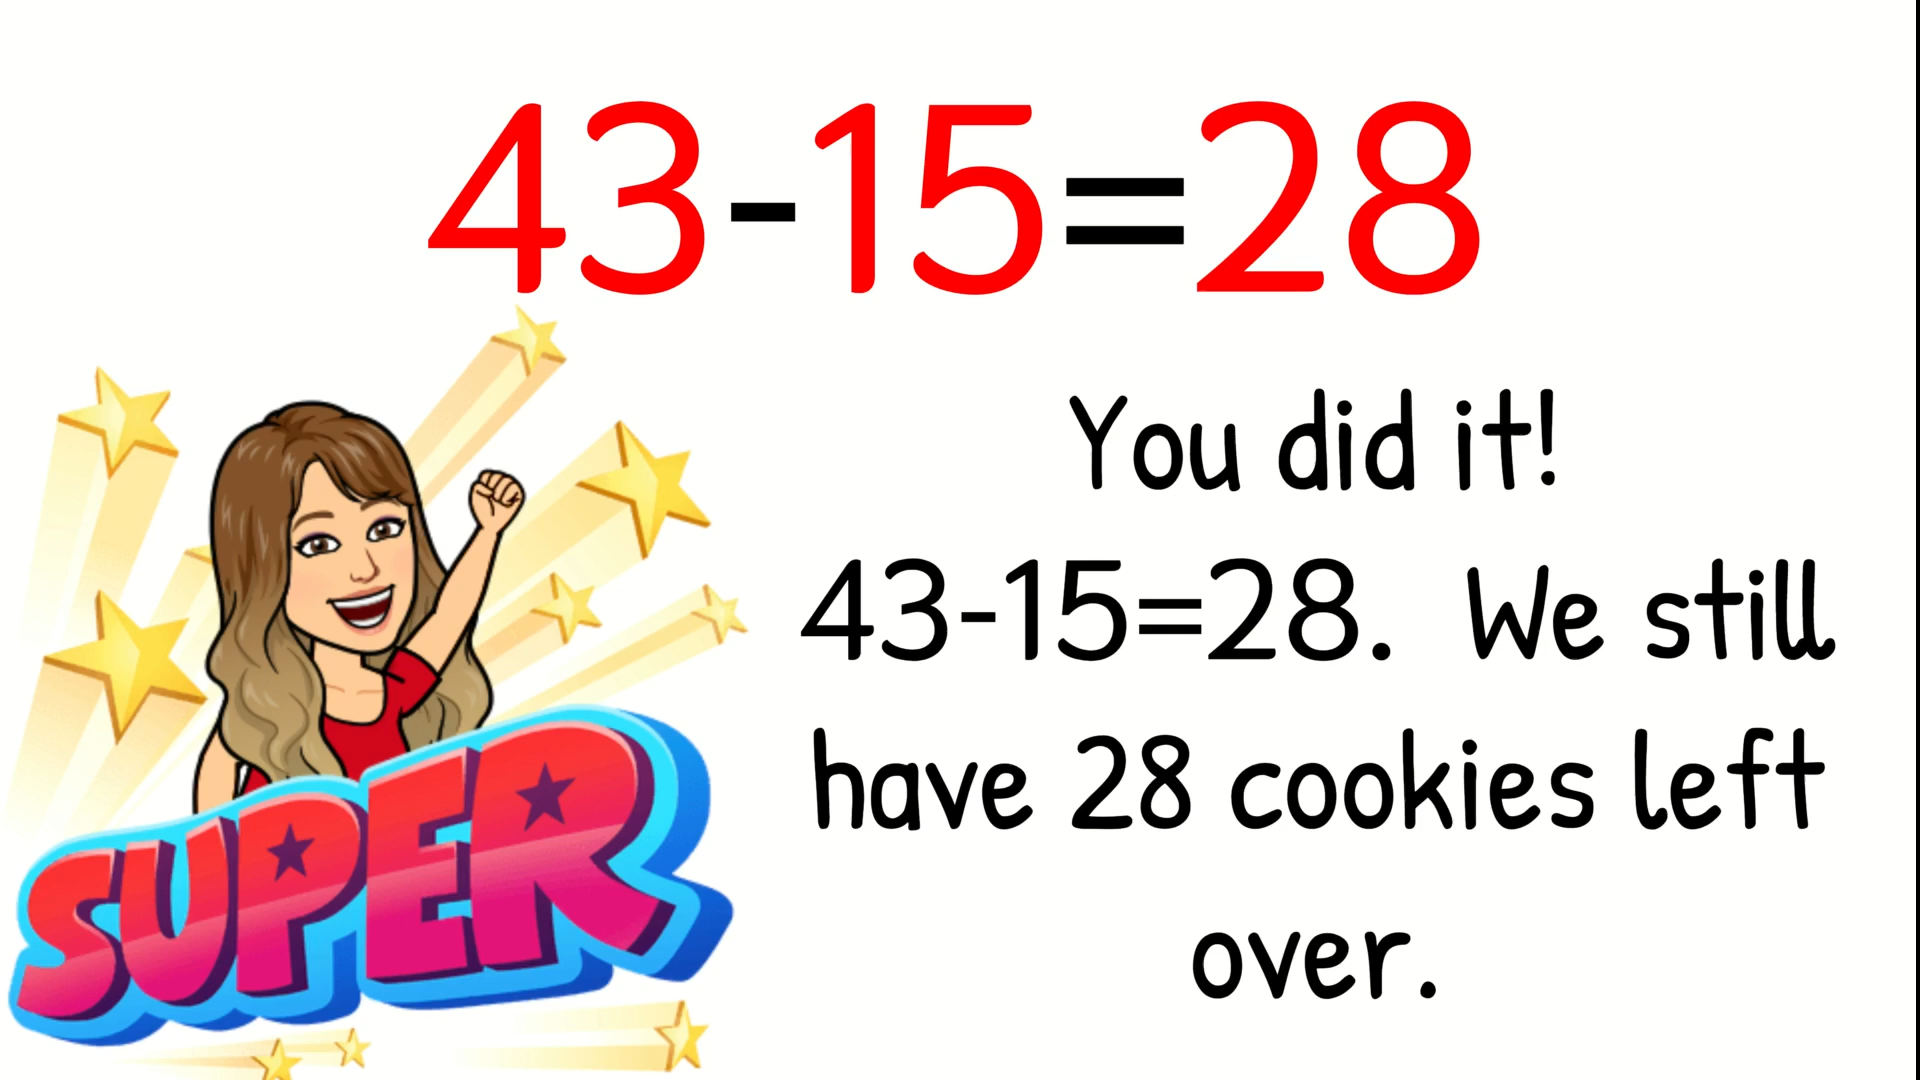 43-15=28
You did it!
43-15=28. We still
have 28 cookies left
over.
SUPER